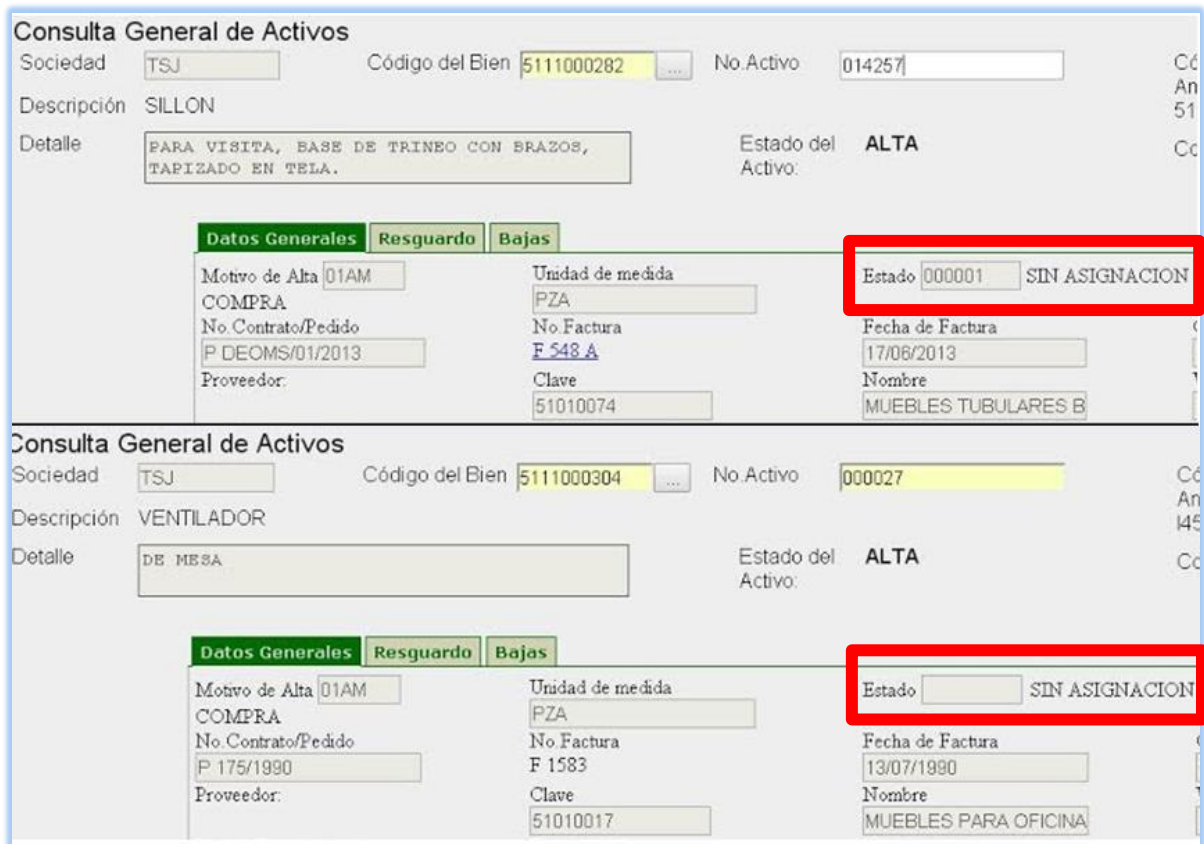 Consulta General de Activos
Sociedad TSJ Código del Bien 5111000282 ... No.Activo 014257
Descripción SILLON
51
Detalle PARA VISITA, BASE DE TRINEO CON BRAZOS,
TAPIZADO EN TELA.
Estado del Activo: ALTA
Datos Generales Resguardo Bajas
Motivo de Alta 01AM Unidad de medida Estado 000001 SIN ASIGNACION
COMPRA PZA
No.Contrato/Pedido No.Factura Fecha de Factura
P DEOMS/01/2013 F 548 A 17/06/2013
Proveedor: Clave Nombre
51010074 MUEBLES TUBULARES B
Consulta General de Activos
Sociedad TSJ Código del Bien 5111000304 ... No.Activo 000027
Descripción VENTILADOR
Detalle DE MESA
Estado del Activo: ALTA
Datos Generales Resguardo Bajas
Motivo de Alta 01AM Unidad de medida Estado SIN ASIGNACION
COMPRA PZA
No.Contrato/Pedido No.Factura Fecha de Factura
P 175/1990 F 1583 13/07/1990
Proveedor: Clave Nombre
51010017 MUEBLES PARA OFICINA